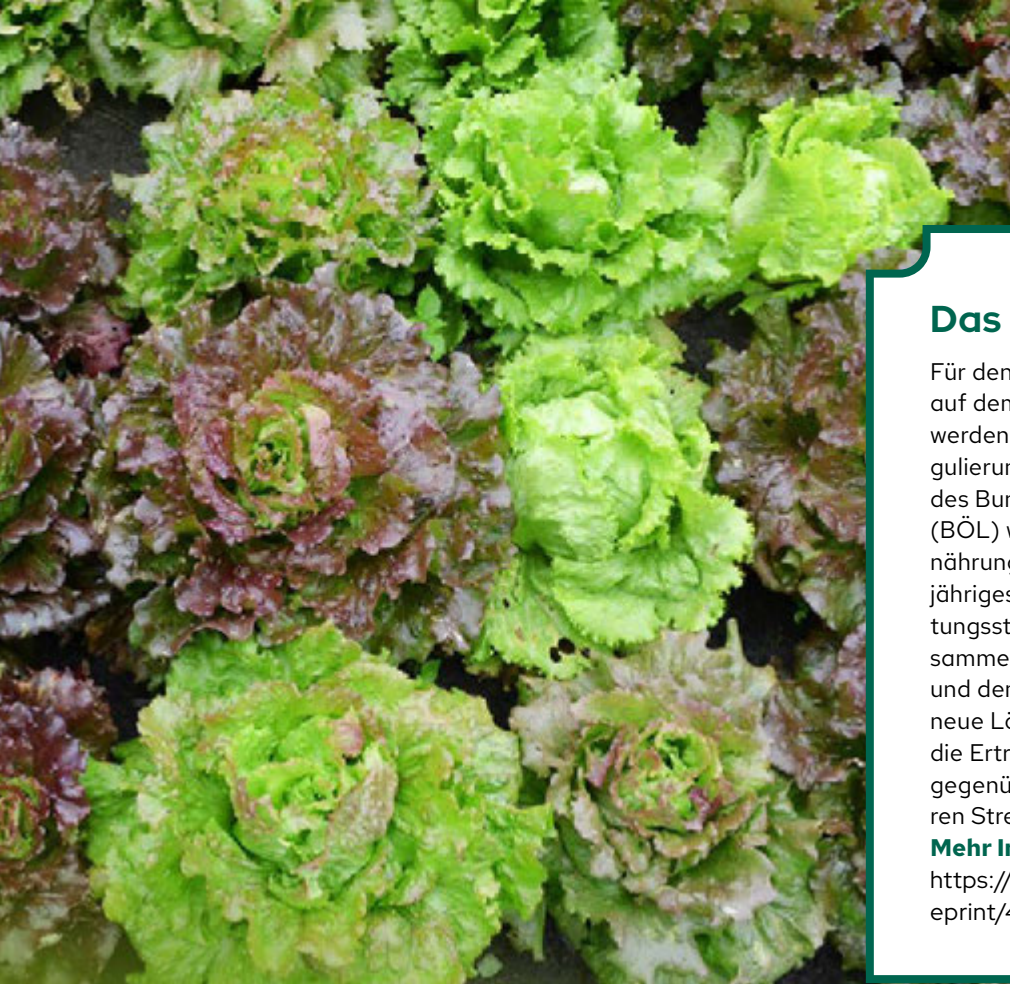 Das
Für den
auf den
werden
gulierun
des Bun
(BÖL) w
nährung
jähriges
tungsst
samme
und der
neue Lö
die Ertr
gegenü
ren Stre
Mehr In
https://
eprint/4